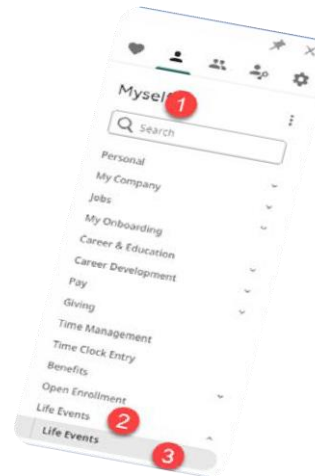 Myself
1
Search
Personal
My Company
Jobs
My Onboarding
Career & Education
Career Development
Pay
Giving
Time Management
Time Clock Entry
Benefits
Open Enrollment
Life Events 2
Life Events 3